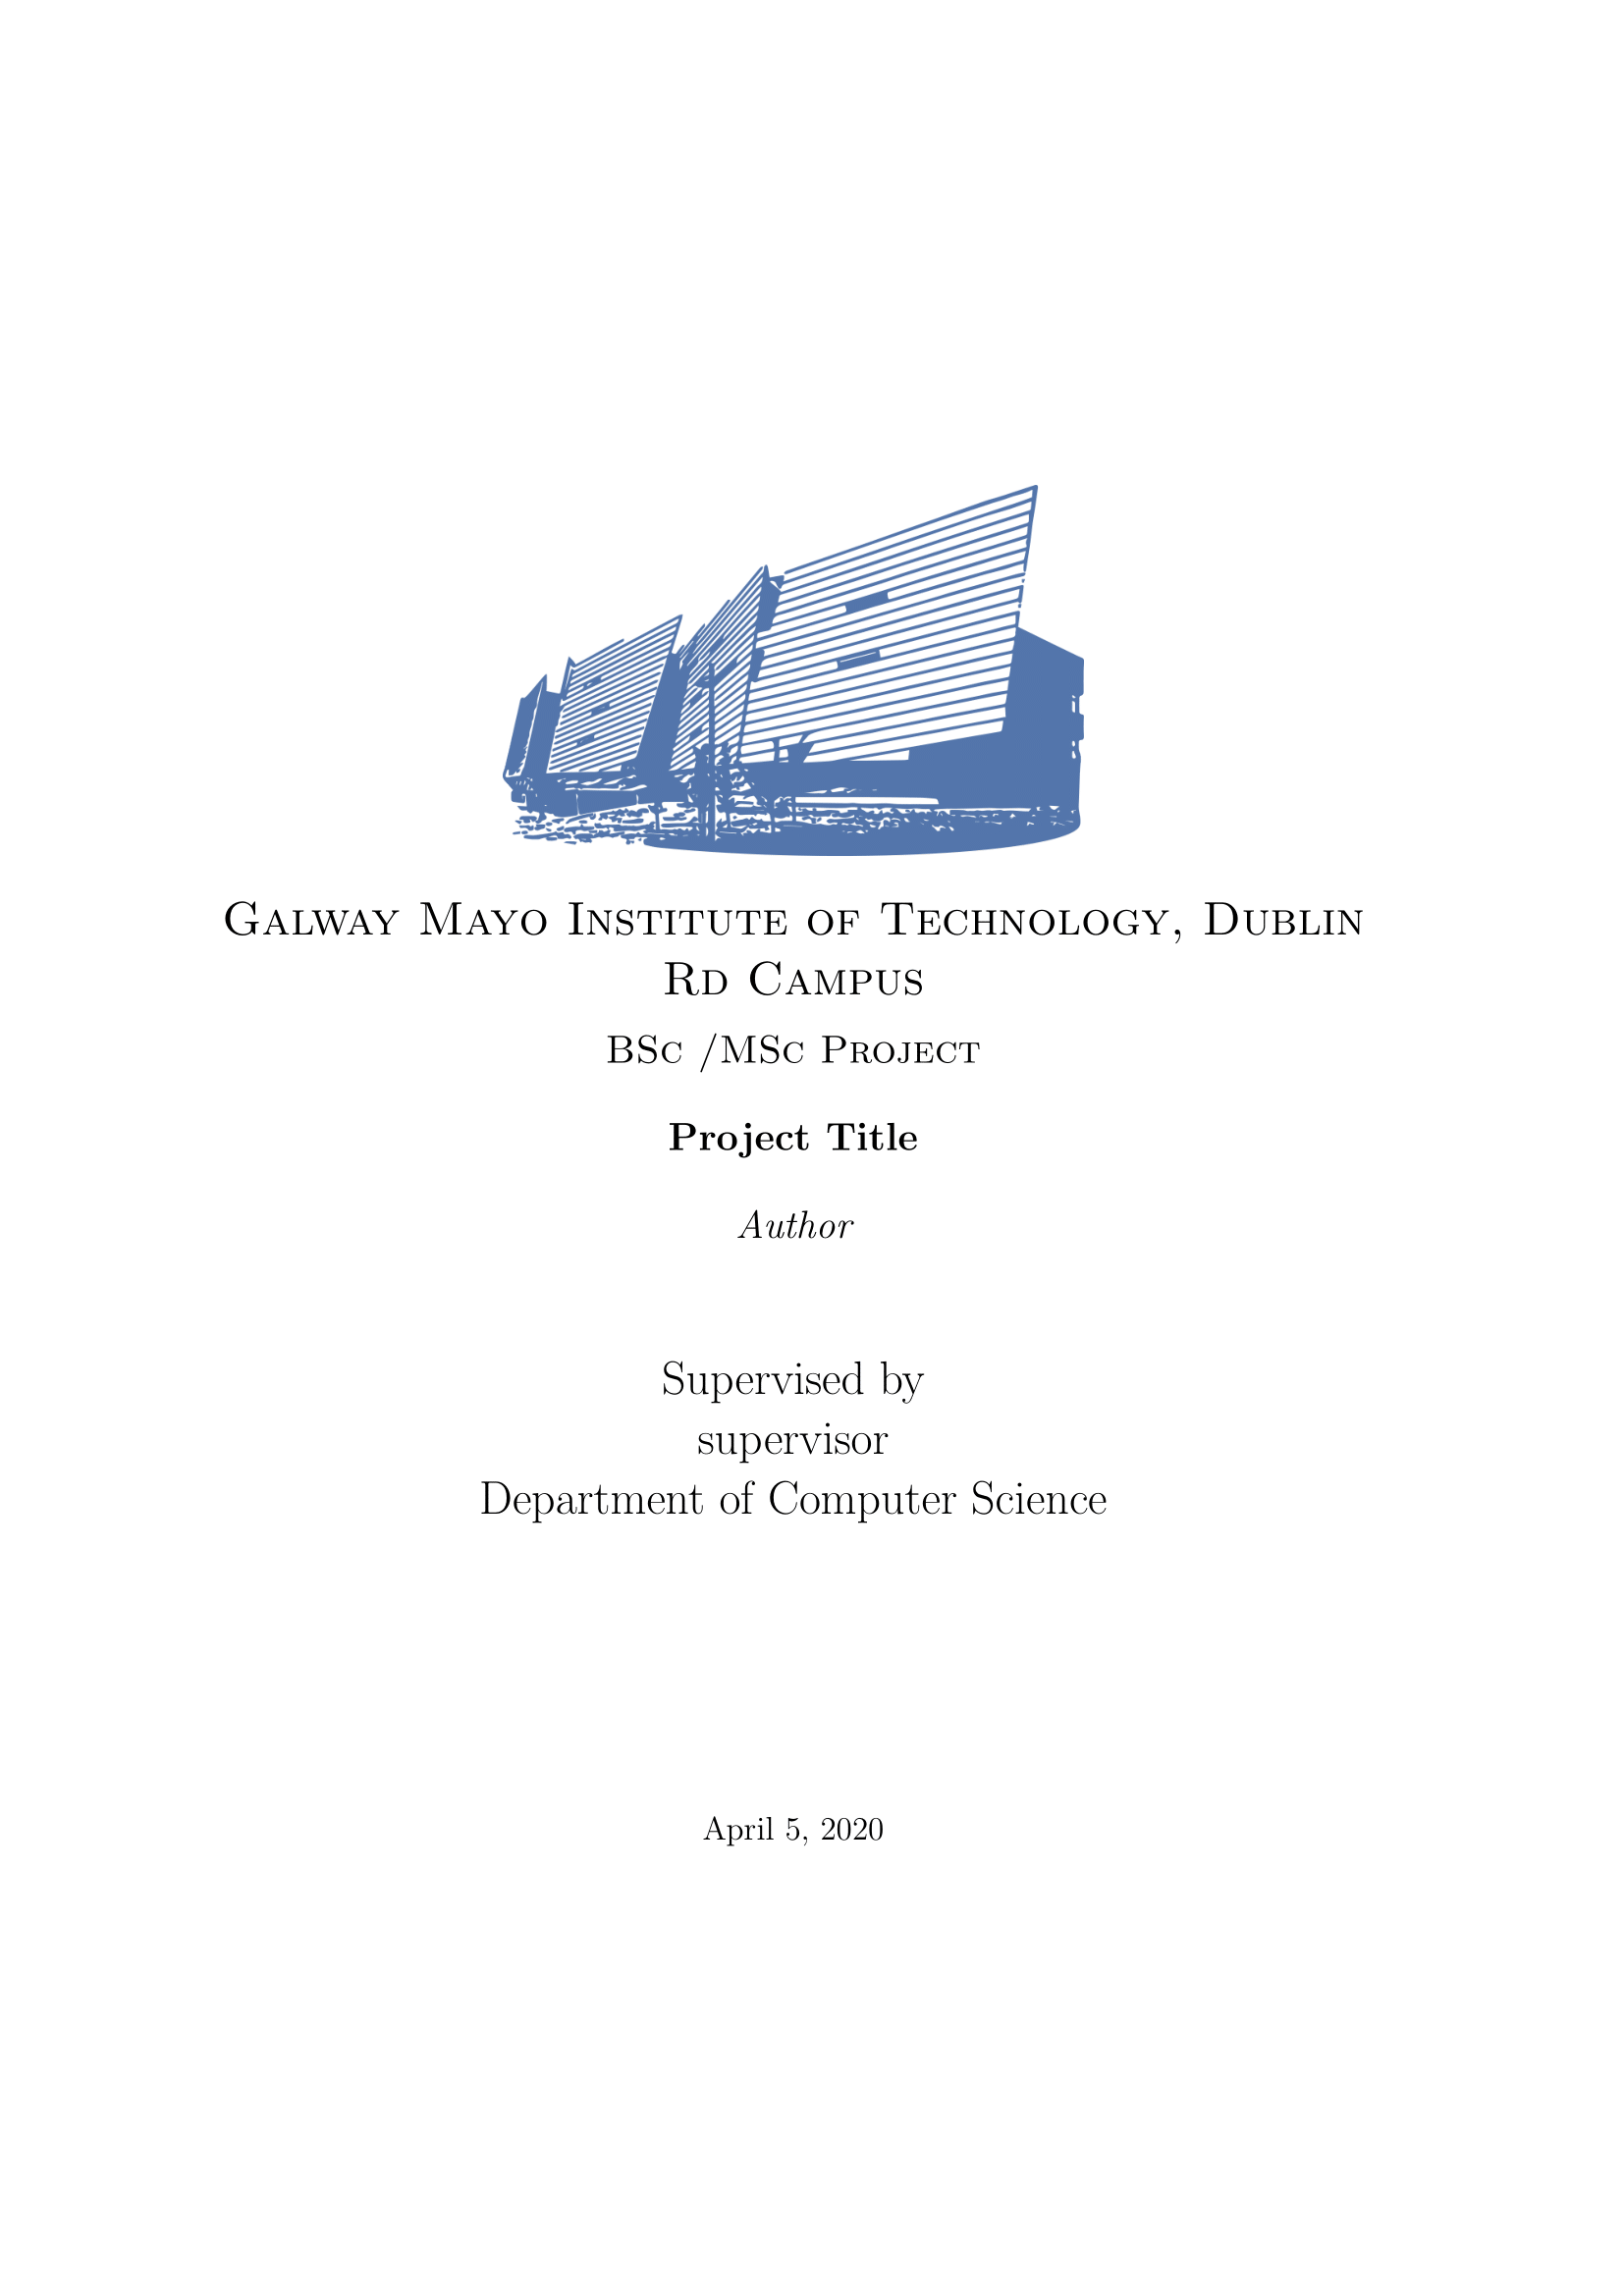 Galway Mayo Institute of Technology, Dublin
Rd Campus
BSc /MSc Project
Project Title
Author
Supervised by
supervisor
Department of Computer Science
April 5, 2020